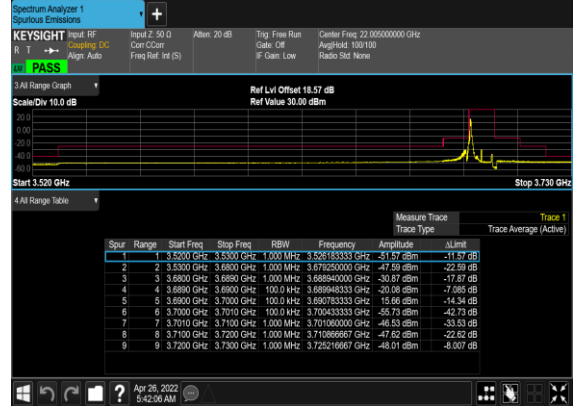 Spectrum Analyzer 1
Spurious Emissions
+
KEYSIGHT Input: RF Input Z: 50 Ω Atten: 20 dB Trig: Free Run Center Freq: 22.005000000 GHz
R T Coupling: DC Corr CCorr Gate: Off Avg|Hold: 100/100
Align: Auto Freq Ref: Int (S) IF Gain: Low Radio Std: None
PASS
3 All Range Graph
Ref Lvl Offset 18.57 dB
Scale/Div 10.0 dB Ref Value 30.00 dBm
20.0
0.00
-20.0
-40.0
-60.0
Start 3.520 GHz Stop 3.730 GHz
4 All Range Table
Measure Trace Trace 1
Trace Type Trace Average (Active)
Spur Range Start Freq Stop Freq RBW Frequency Amplitude ΔLimit
1 1 3.5200 GHz 3.5300 GHz 1.000 MHz 3.526183333 GHz -51.57 dBm -11.57 dB
2 2 3.5300 GHz 3.6800 GHz 1.000 MHz 3.679250000 GHz -47.59 dBm -22.59 dB
3 3 3.6800 GHz 3.6890 GHz 1.000 MHz 3.688940000 GHz -30.87 dBm -17.87 dB
4 4 3.6890 GHz 3.6900 GHz 100.0 kHz 3.689948333 GHz -20.08 dBm -7.085 dB
5 5 3.6900 GHz 3.7000 GHz 100.0 kHz 3.690783333 GHz 15.66 dBm -14.34 dB
6 6 3.7000 GHz 3.7010 GHz 100.0 kHz 3.700433333 GHz -55.73 dBm -42.73 dB
7 7 3.7010 GHz 3.7100 GHz 1.000 MHz 3.701060000 GHz -46.53 dBm -33.53 dB
8 8 3.7100 GHz 3.7200 GHz 1.000 MHz 3.710866667 GHz -47.62 dBm -22.62 dB
9 9 3.7200 GHz 3.7300 GHz 1.000 MHz 3.725216667 GHz -48.01 dBm -8.007 dB
? Apr 26, 2022
5:42:06 AM